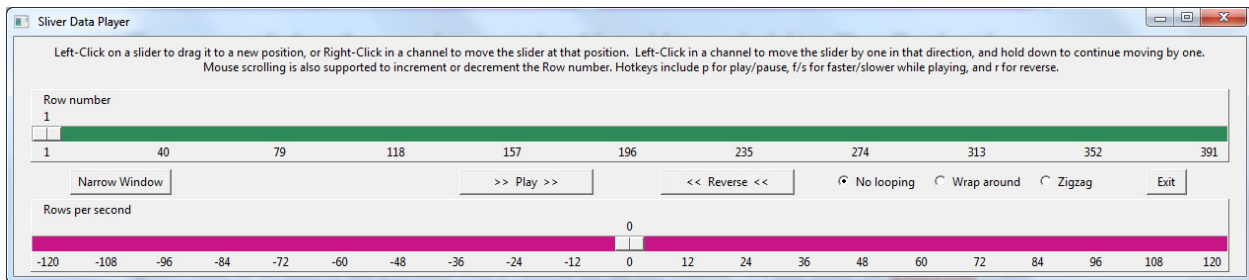 Sliver Data Player
Left-Click on a slider to drag it to a new position, or Right-Click in a channel to move the slider at that position.  Left-Click in a channel to move the slider by one in that direction, and hold down to continue moving by one.
Mouse scrolling is also supported to increment or decrement the Row number. Hotkeys include p for play/pause, f/s for faster/slower while playing, and r for reverse.
Row number
1
1 40 79 118 157 196 235 274 313 352 391
Narrow Window >> Play >> << Reverse << No looping Wrap around Zigzag Exit
Rows per second
0
-120 -108 -96 -84 -72 -60 -48 -36 -24 -12 0 12 24 36 48 60 72 84 96 108 120